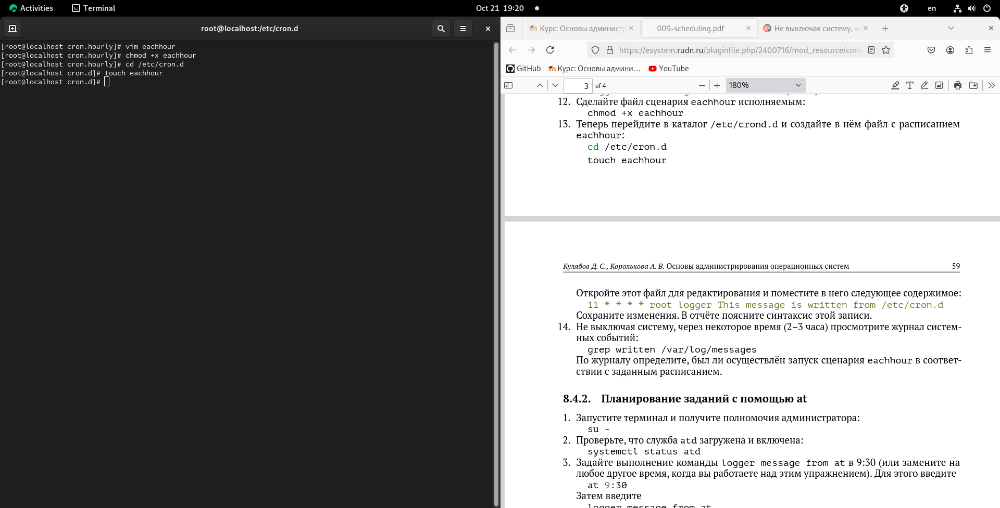 Activities
Terminal
Oct 21 19:20
en
root@localhost:/etc/cron.d
[root@localhost cron.hourly]# vim eachhour
[root@localhost cron.hourly]# chmod +x eachhour
[root@localhost cron.hourly]# cd /etc/cron.d
[root@localhost cron.d]# touch eachhour
[root@localhost cron.d]#
Курс: Основы администр
009-scheduling.pdf
Не выключая систему, че
https://esystem.rudn.ru/pluginfile.php/2400716/mod_resource/cont
GitHub
Курс: Основы админи…
YouTube
3 of 4
180%
12. Сделайте файл сценария eachhour исполняемым:
chmod +x eachhour
13. Теперь перейдите в каталог /etc/crond.d и создайте в нём файл с расписанием
eachhour:
cd /etc/cron.d
touch eachhour
Кулябов Д. С., Королькова А. В. Основы администрирования операционных систем 59
Откройте этот файл для редактирования и поместите в него следующее содержимое:
11 * * * * root logger This message is written from /etc/cron.d
Сохраните изменения. В отчёте поясните синтаксис этой записи.
14. Не выключая систему, через некоторое время (2–3 часа) просмотрите журнал систем-
ных событий:
grep written /var/log/messages
По журналу определите, был ли осуществлён запуск сценария eachhour в соответ-
ствии с заданным расписанием.
8.4.2. Планирование заданий с помощью at
1. Запустите терминал и получите полномочия администратора:
su -
2. Проверьте, что служба atd загружена и включена:
systemctl status atd
3. Задайте выполнение команды logger message from at в 9:30 (или замените на
любое другое время, когда вы работаете над этим упражнением). Для этого введите
at 9:30
Затем введите
logger message from at